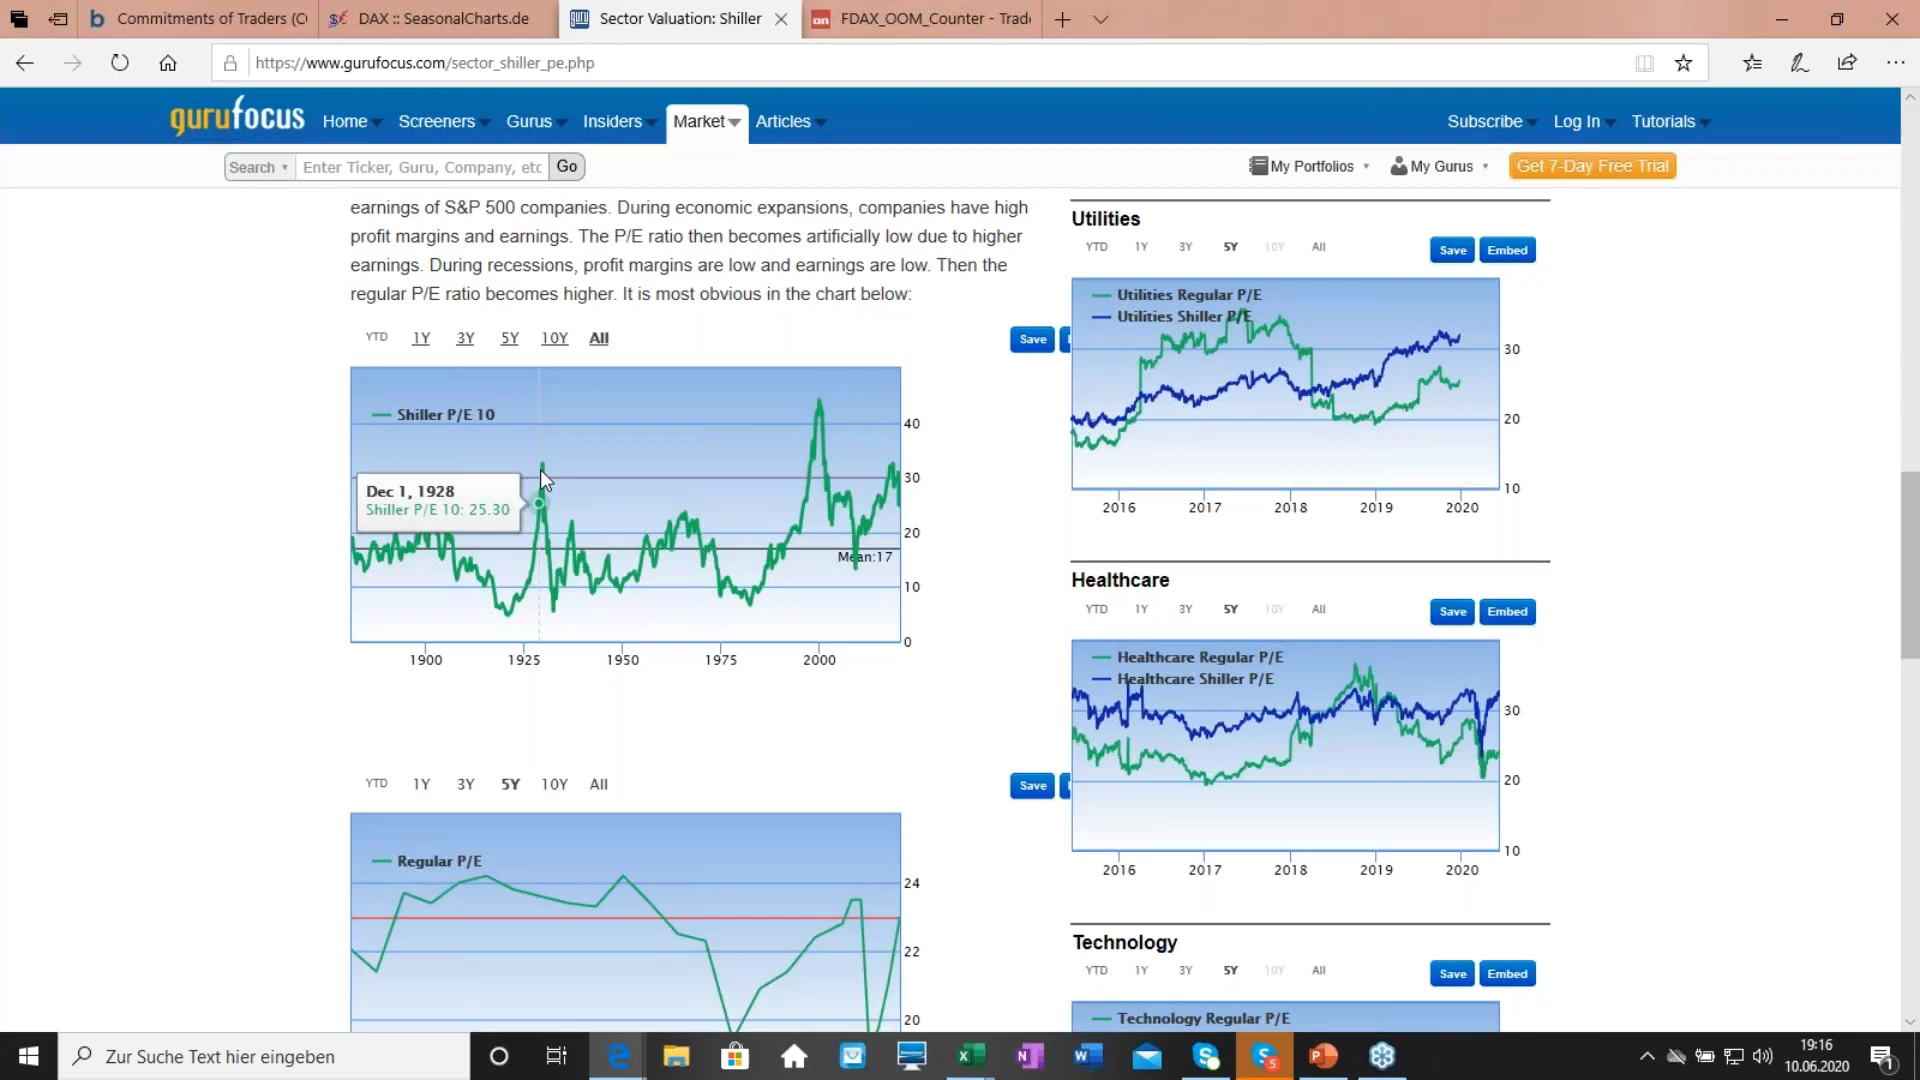 Commitments of Traders (C
DAX :: SeasonalCharts.de
Sector Valuation: Shiller
FDAX_OOM_Counter - Trade
https://www.gurufocus.com/sector_shiller_pe.php
gurufocus
Home
Screeners
Gurus
Insiders
Market
Articles
Subscribe
Log In
Tutorials
Search
Enter Ticker, Guru, Company, etc
Go
My Portfolios
My Gurus
Get 7-Day Free Trial
earnings of S&P 500 companies. During economic expansions, companies have high
profit margins and earnings. The P/E ratio then becomes artificially low due to higher
earnings. During recessions, profit margins are low and earnings are low. Then the
regular P/E ratio becomes higher. It is most obvious in the chart below:
YTD 1Y 3Y 5Y 10Y All
Save
Shiller P/E 10
Dec 1, 1928
Shiller P/E 10: 25.30
Mean:17
40
30
20
10
0
1900 1925 1950 1975 2000
YTD 1Y 3Y 5Y 10Y All
Save
Regular P/E
24
22
20
Utilities
YTD 1Y 3Y 5Y 10Y All
Save Embed
Utilities Regular P/E
Utilities Shiller P/E
30
20
10
2016 2017 2018 2019 2020
Healthcare
YTD 1Y 3Y 5Y 10Y All
Save Embed
Healthcare Regular P/E
Healthcare Shiller P/E
30
20
10
2016 2017 2018 2019 2020
Technology
YTD 1Y 3Y 5Y 10Y All
Save Embed
Technology Regular P/E
Zur Suche Text hier eingeben
19:16
10.06.2020
1